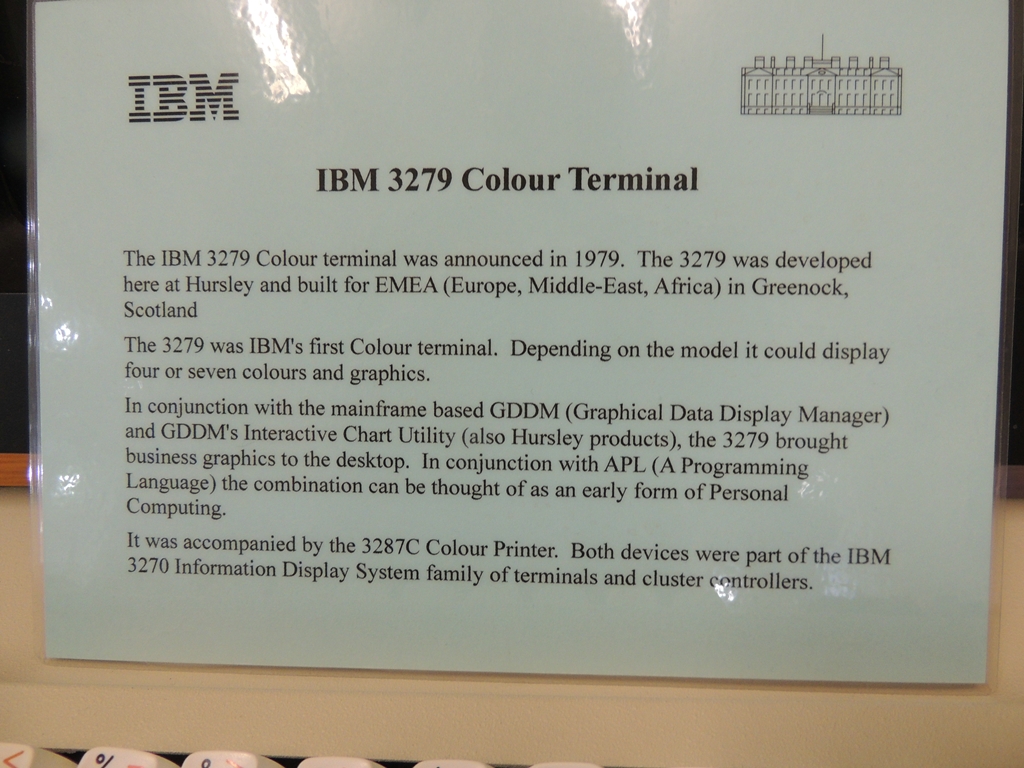 IBM
IBM 3279 Colour Terminal
The IBM 3279 Colour terminal was announced in 1979.  The 3279 was developed
here at Hursley and built for EMEA (Europe, Middle-East, Africa) in Greenock,
Scotland
The 3279 was IBM's first Colour terminal.  Depending on the model it could display
four or seven colours and graphics.
In conjunction with the mainframe based GDDM (Graphical Data Display Manager)
and GDDM's Interactive Chart Utility (also Hursley products), the 3279 brought
business graphics to the desktop.  In conjunction with APL (A Programming
Language) the combination can be thought of as an early form of Personal
Computing.
It was accompanied by the 3287C Colour Printer.  Both devices were part of the IBM
3270 Information Display System family of terminals and cluster controllers.
%